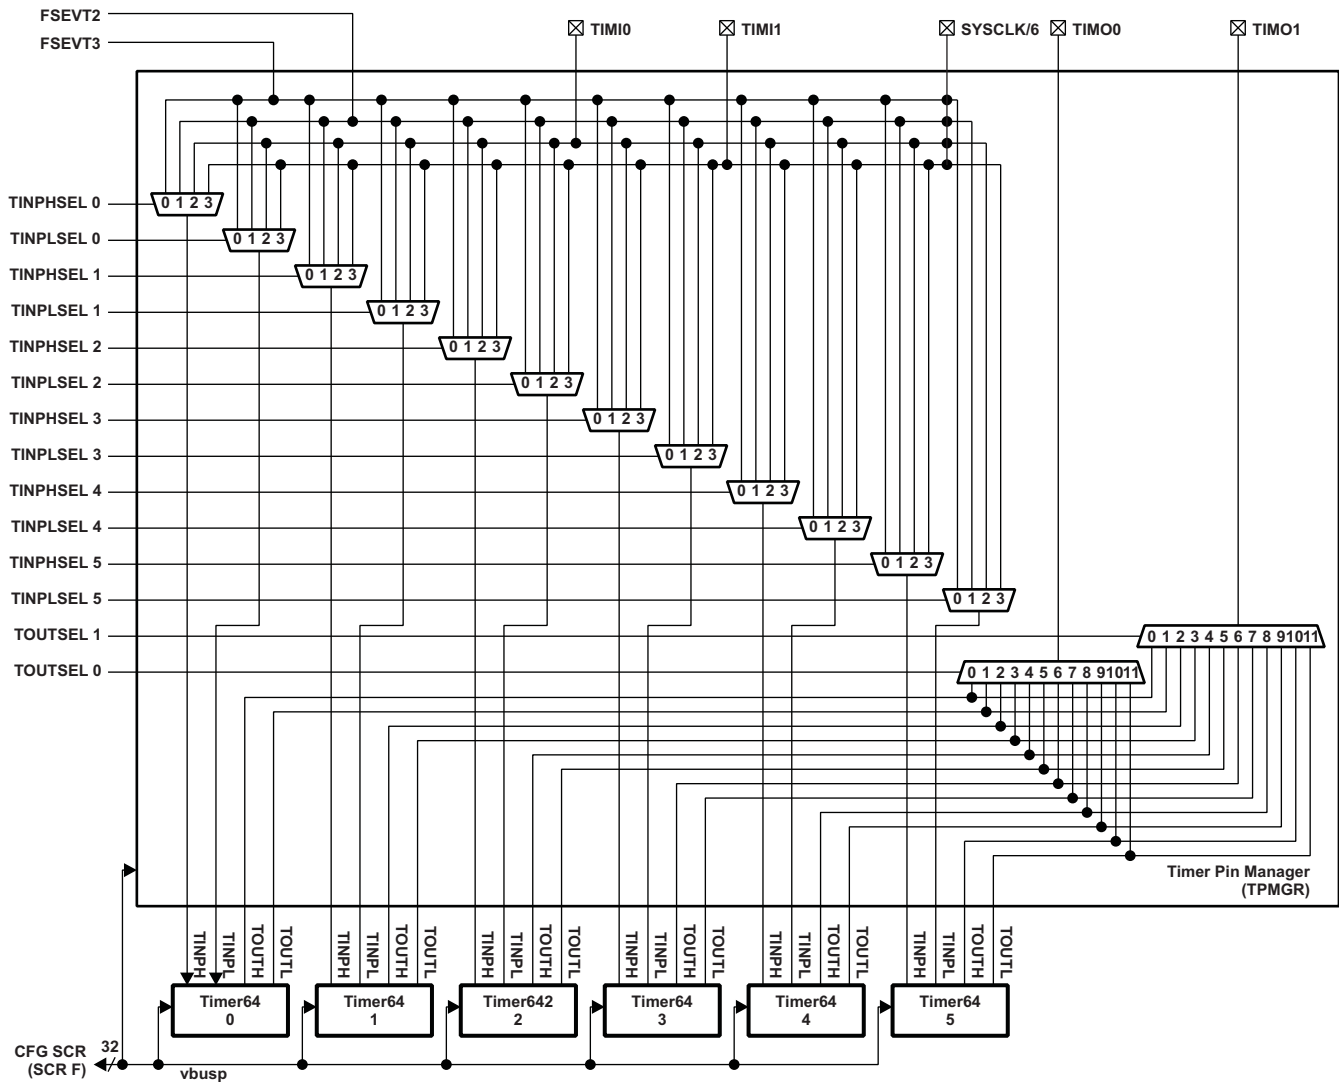 FSEVT2
FSEVT3
TIMI0
TIMI1
SYSCLK/6
TIMO0
TIMO1
TINPHSEL 0
0 1 2 3
TINPLSEL 0
0 1 2 3
TINPHSEL 1
0 1 2 3
TINPLSEL 1
0 1 2 3
TINPHSEL 2
0 1 2 3
TINPLSEL 2
0 1 2 3
TINPHSEL 3
0 1 2 3
TINPLSEL 3
0 1 2 3
TINPHSEL 4
0 1 2 3
TINPLSEL 4
0 1 2 3
TINPHSEL 5
0 1 2 3
TINPLSEL 5
0 1 2 3
TOUTSEL 1
0 1 2 3 4 5 6 7 8 9 10 11
TOUTSEL 0
0 1 2 3 4 5 6 7 8 9 10 11
Timer Pin Manager
(TPMGR)
TINPH
TINPL
TOUTH
TOUTL
TINPH
TINPL
TOUTH
TOUTL
TINPH
TINPL
TOUTH
TOUTL
TINPH
TINPL
TOUTH
TOUTL
TINPH
TINPL
TOUTH
TOUTL
TINPH
TINPL
TOUTH
TOUTL
Timer64
0
Timer64
1
Timer642
2
Timer64
3
Timer64
4
Timer64
5
CFG SCR
(SCR F)
32
vbusp